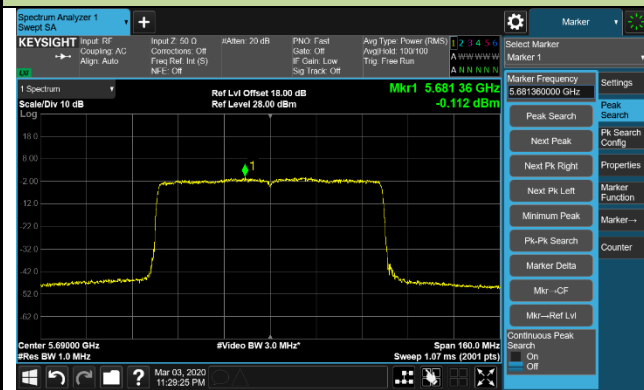 Spectrum Analyzer 1
Swept SA
+
Marker
KEYSIGHT
Input: RF
Coupling: AC
Align: Auto
Input Z: 50 Ω
Corrections: Off
Freq Ref: Int (S)
NFE: Off
#Atten: 20 dB
PNO: Fast
Gate: Off
IF Gain: Low
Sig Track: Off
Avg Type: Power (RMS)
Avg|Hold: 100/100
Trig: Free Run
1 2 3 4 5 6
A W W W W W
A N N N N N
LXI
Select Marker
Marker 1
1 Spectrum
Scale/Div 10 dB
Log
Ref Lvl Offset 18.00 dB
Ref Level 28.00 dBm
Mkr1 5.681 36 GHz
-0.112 dBm
18.0
8.00
-2.00
-12.0
-22.0
-32.0
-42.0
-52.0
-62.0
1
Center 5.69000 GHz
#Res BW 1.0 MHz
#Video BW 3.0 MHz*
Span 160.0 MHz
Sweep 1.07 ms (2001 pts)
Marker Frequency
5.681360000 GHz
Peak Search
Next Peak
Next Pk Right
Next Pk Left
Minimum Peak
Pk-Pk Search
Marker Delta
Mkr→CF
Mkr→Ref Lvl
Continuous Peak
Search
On
Off
Settings
Peak
Search
Pk Search
Config
Properties
Marker
Function
Marker→
Counter
?
Mar 03, 2020
11:29:25 PM